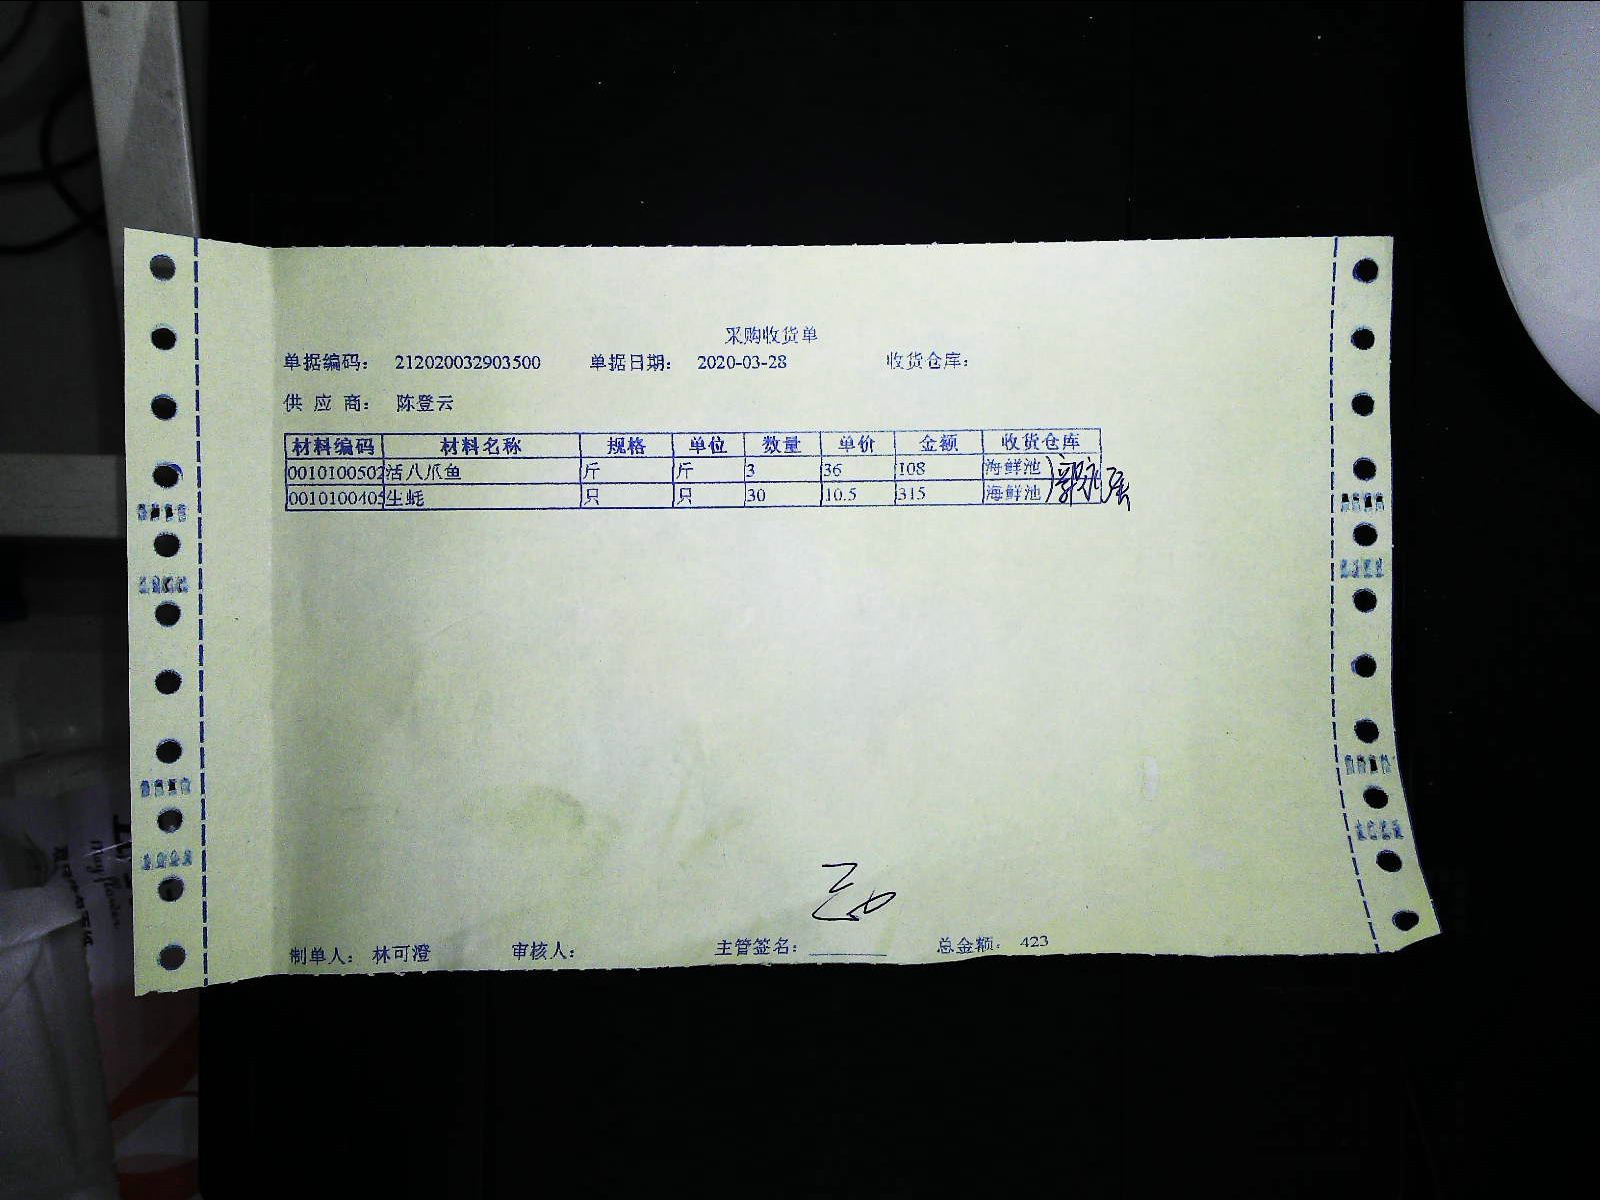 采购收货单
单据编码： 212020032903500 单据日期： 2020-03-28 收货仓库：
供 应 商： 陈登云
材料编码 材料名称 规格 单位 数量 单价 金额 收货仓库
0010100502 活八爪鱼 斤 斤 3 36 108 海鲜池
0010100405 生蚝 只 只 30 10.5 315 海鲜池
制单人： 林可澄 审核人： 主管签名： 总金额： 423